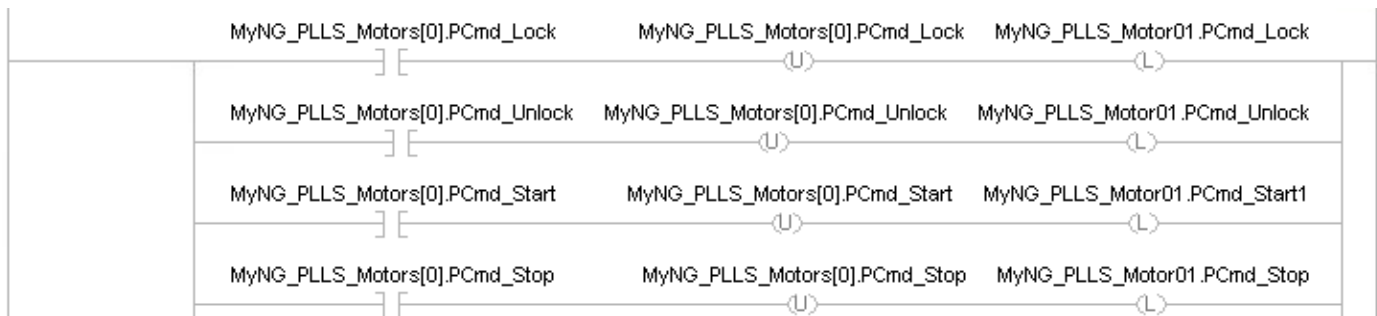 MyNG_PLLS_Motors[0].PCmd_Lock MyNG_PLLS_Motors[0].PCmd_Lock MyNG_PLLS_Motor01.PCmd_Lock
U L
MyNG_PLLS_Motors[0].PCmd_Unlock MyNG_PLLS_Motors[0].PCmd_Unlock MyNG_PLLS_Motor01.PCmd_Unlock
U L
MyNG_PLLS_Motors[0].PCmd_Start MyNG_PLLS_Motors[0].PCmd_Start MyNG_PLLS_Motor01.PCmd_Start1
U L
MyNG_PLLS_Motors[0].PCmd_Stop MyNG_PLLS_Motors[0].PCmd_Stop MyNG_PLLS_Motor01.PCmd_Stop
U L